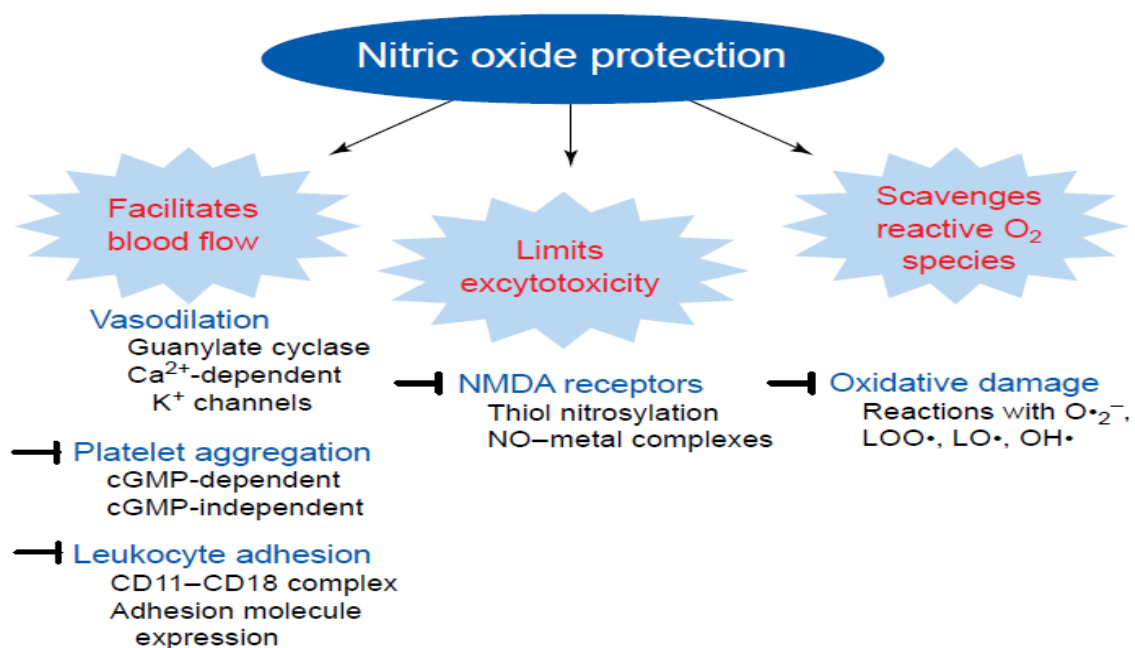 Nitric oxide protection
Facilitates
blood flow
Vasodilation
Guanylate cyclase
Ca²⁺-dependent
K⁺ channels
Platelet aggregation
cGMP-dependent
cGMP-independent
Leukocyte adhesion
CD11–CD18 complex
Adhesion molecule
expression
Limits
excytotoxicity
NMDA receptors
Thiol nitrosylation
NO–metal complexes
Scavenges
reactive O₂
species
Oxidative damage
Reactions with O•₂⁻,
LOO•, LO•, OH•